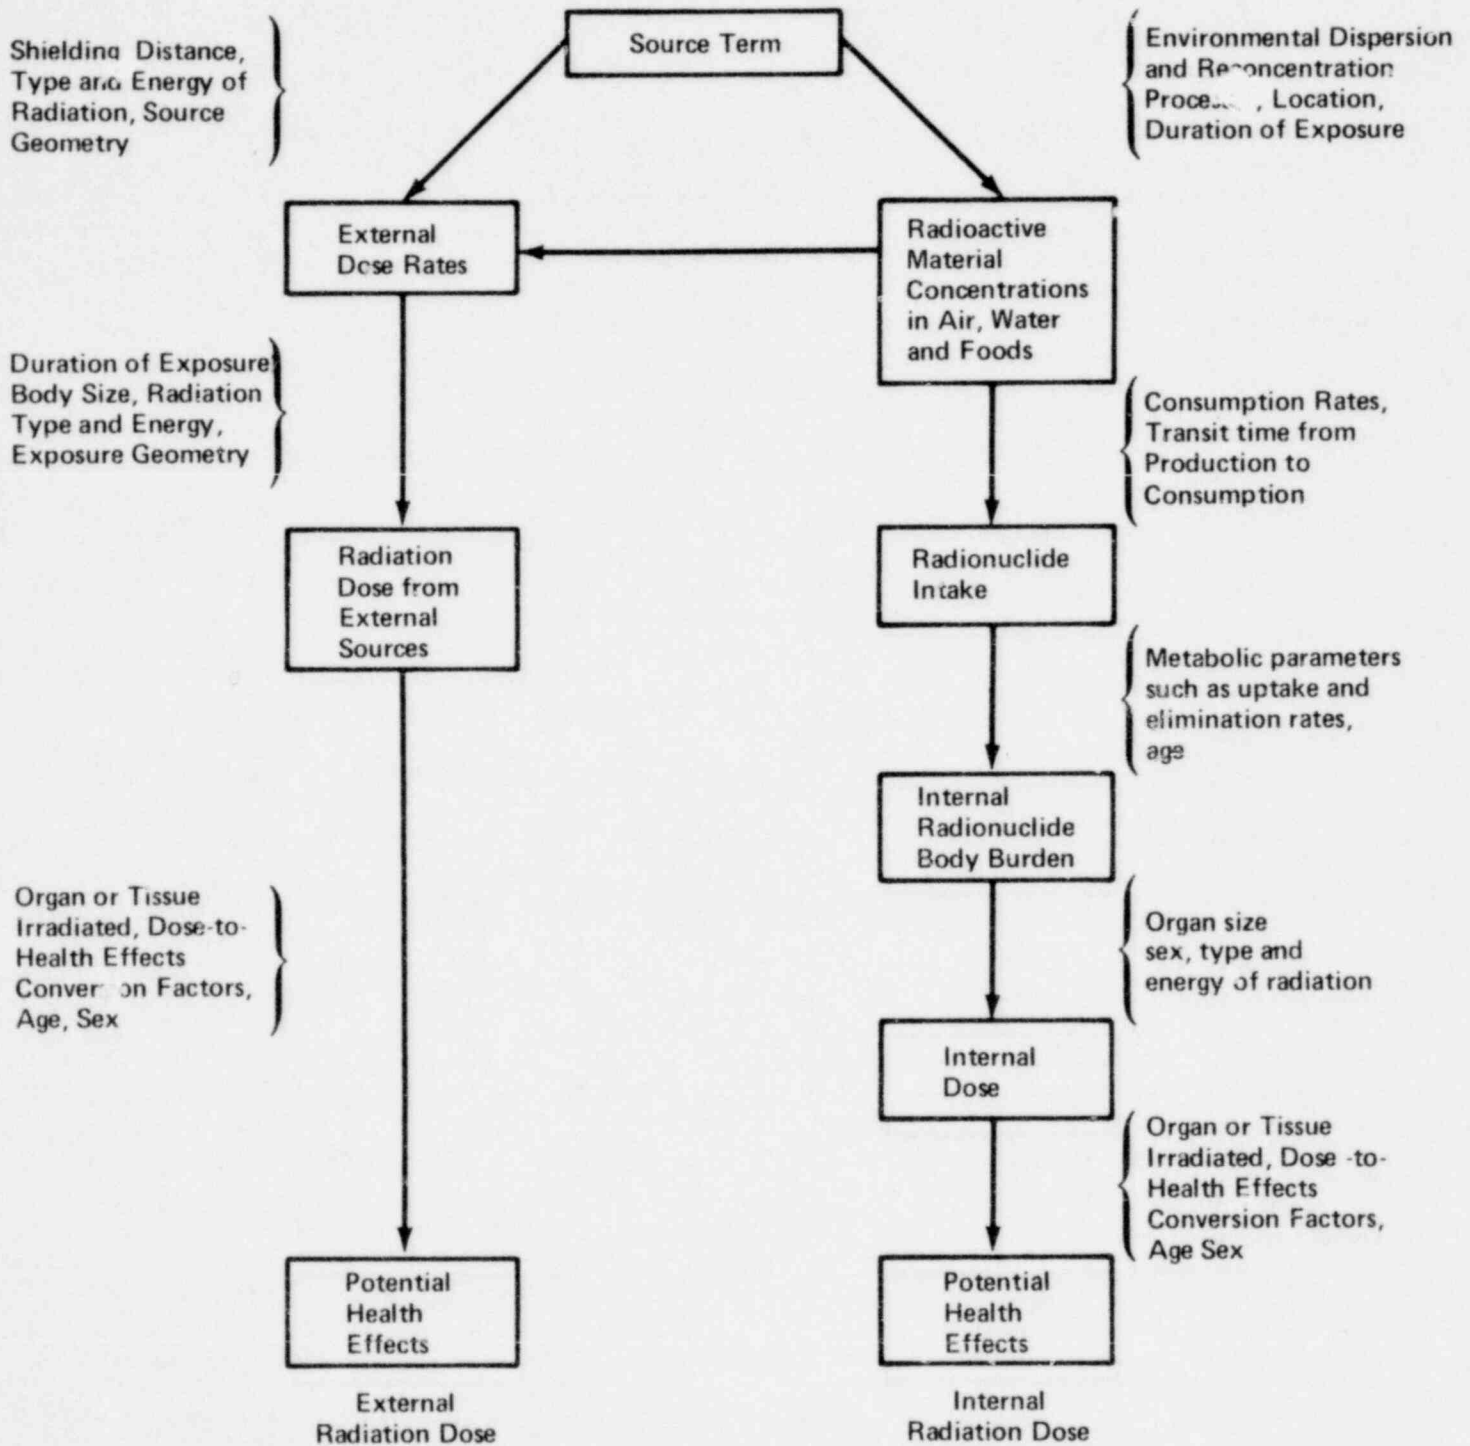 Source Term
Shielding Distance,
Type and Energy of
Radiation, Source
Geometry
Environmental Dispersion
and Reconcentration
Location,
Duration of Exposure
External
Dose Rates
Radioactive
Material
Concentrations
in Air, Water
and Foods
Duration of Exposure
Body Size, Radiation
Type and Energy,
Exposure Geometry
Consumption Rates,
Transit time from
Production to
Consumption
Radiation
Dose from
External
Sources
Radionuclide
Intake
Metabolic parameters
such as uptake and
elimination rates,
age
Internal
Radionuclide
Body Burden
Organ or Tissue
Irradiated, Dose-to-
Health Effects
Conversion Factors,
Age, Sex
Organ size
sex, type and
energy of radiation
Internal
Dose
Organ or Tissue
Irradiated, Dose -to-
Health Effects
Conversion Factors,
Age Sex
Potential
Health
Effects
Potential
Health
Effects
External
Radiation Dose
Internal
Radiation Dose